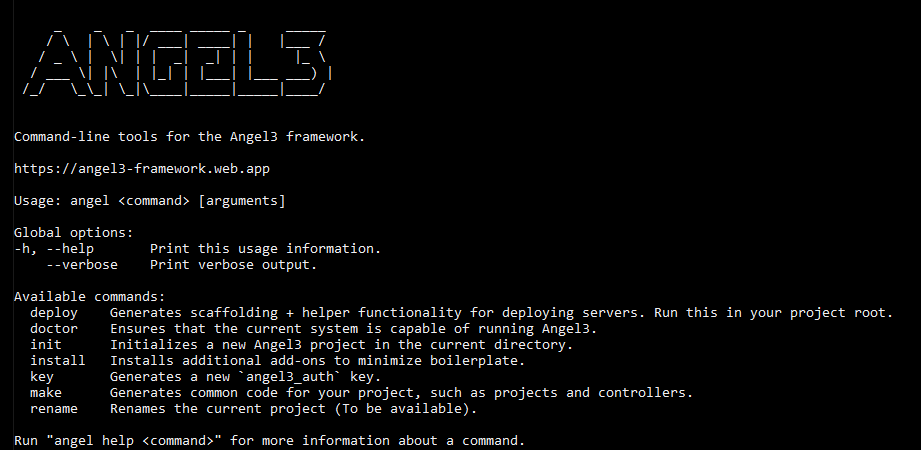 ANGEL3
Command-line tools for the Angel3 framework.
https://angel3-framework.web.app
Usage: angel <command> [arguments]
Global options:
-h, --help       Print this usage information.
    --verbose    Print verbose output.
Available commands:
  deploy    Generates scaffolding + helper functionality for deploying servers. Run this in your project root.
  doctor    Ensures that the current system is capable of running Angel3.
  init      Initializes a new Angel3 project in the current directory.
  install   Installs additional add-ons to minimize boilerplate.
  key       Generates a new `angel3_auth` key.
  make      Generates common code for your project, such as projects and controllers.
  rename    Renames the current project (To be available).
Run "angel help <command>" for more information about a command.